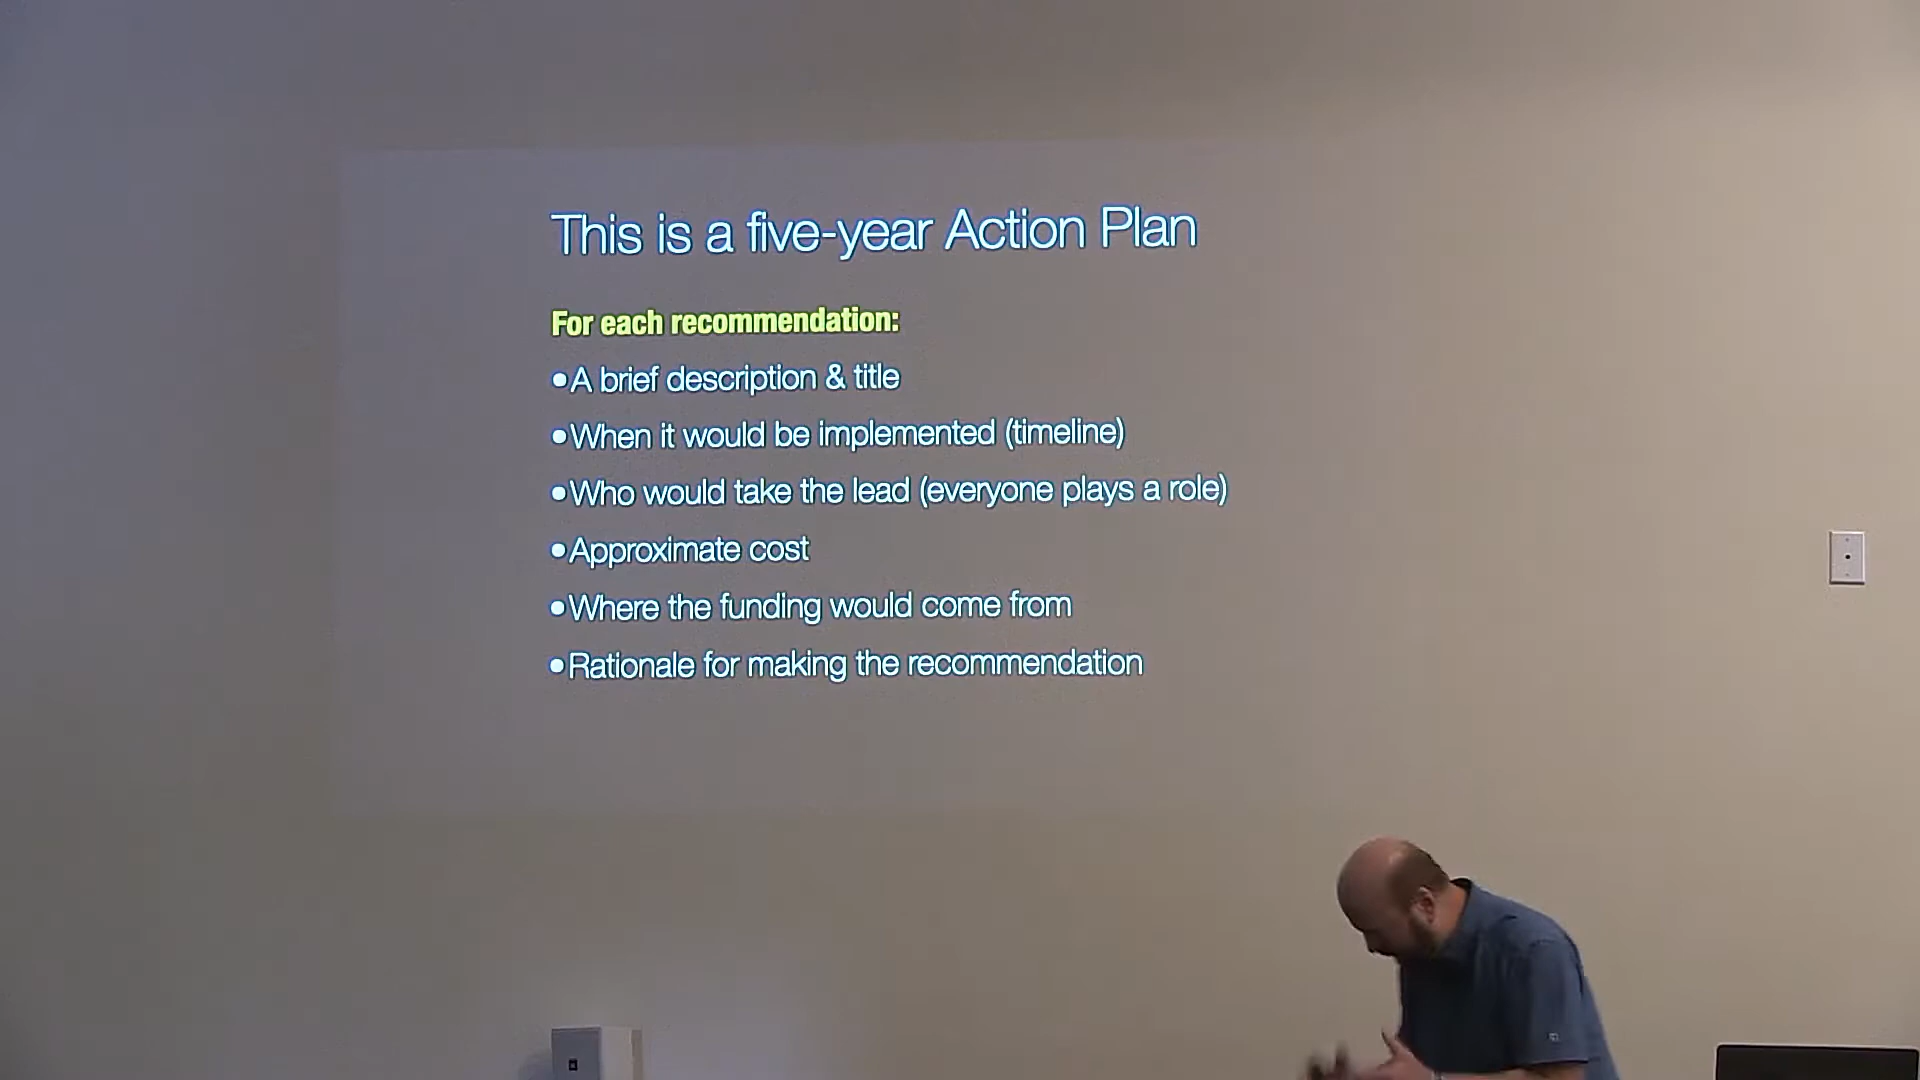 This is a five-year Action Plan
For each recommendation:
•A brief description & title
•When it would be implemented (timeline)
•Who would take the lead (everyone plays a role)
•Approximate cost
•Where the funding would come from
•Rationale for making the recommendation